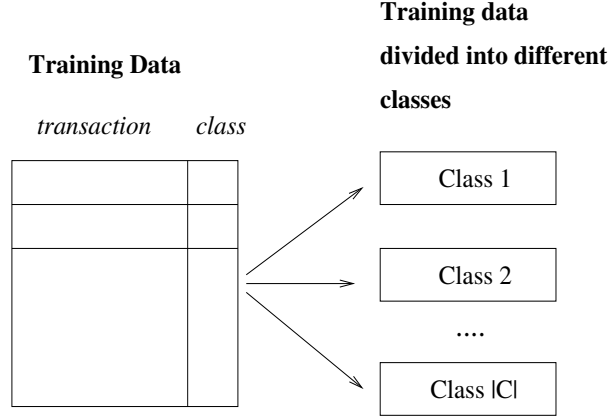 Training Data
transaction class
Training data
divided into different
classes
Class 1
Class 2
....
Class |C|